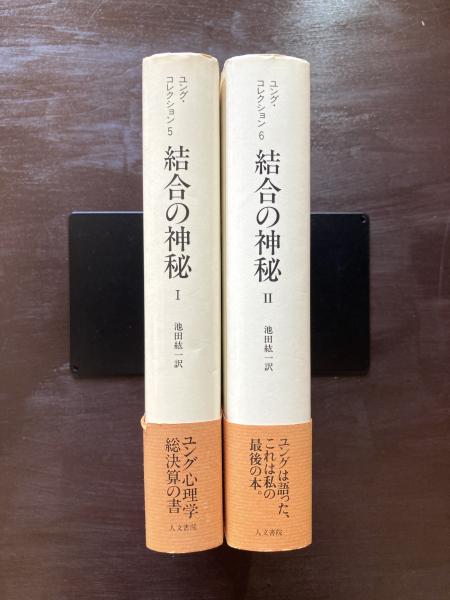 ユング・
コレクション 5
結合の神秘
I
池田紘一訳
ユング心理学
総決算の書
人文書院
ユング・
コレクション 6
結合の神秘
II
池田紘一訳
ユングは語った、
これは私の
最後の本。
人文書院